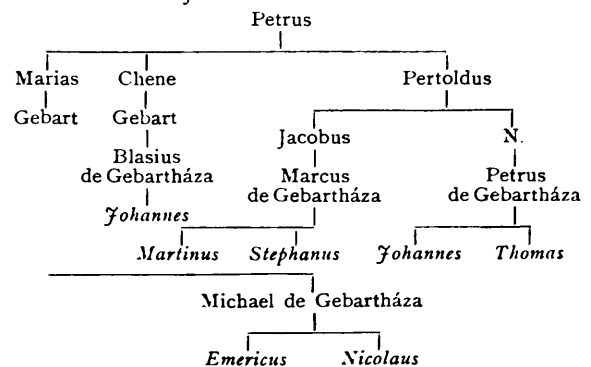 Petrus
Marias Chene Pertoldus
Gebart Gebart
Jacobus N.
Blasius
de Gebartháza
Marcus
de Gebartháza
Petrus
de Gebartháza
Johannes
Martinus Stephanus Johannes Thomas
Michael de Gebartháza
Emericus Nicolaus